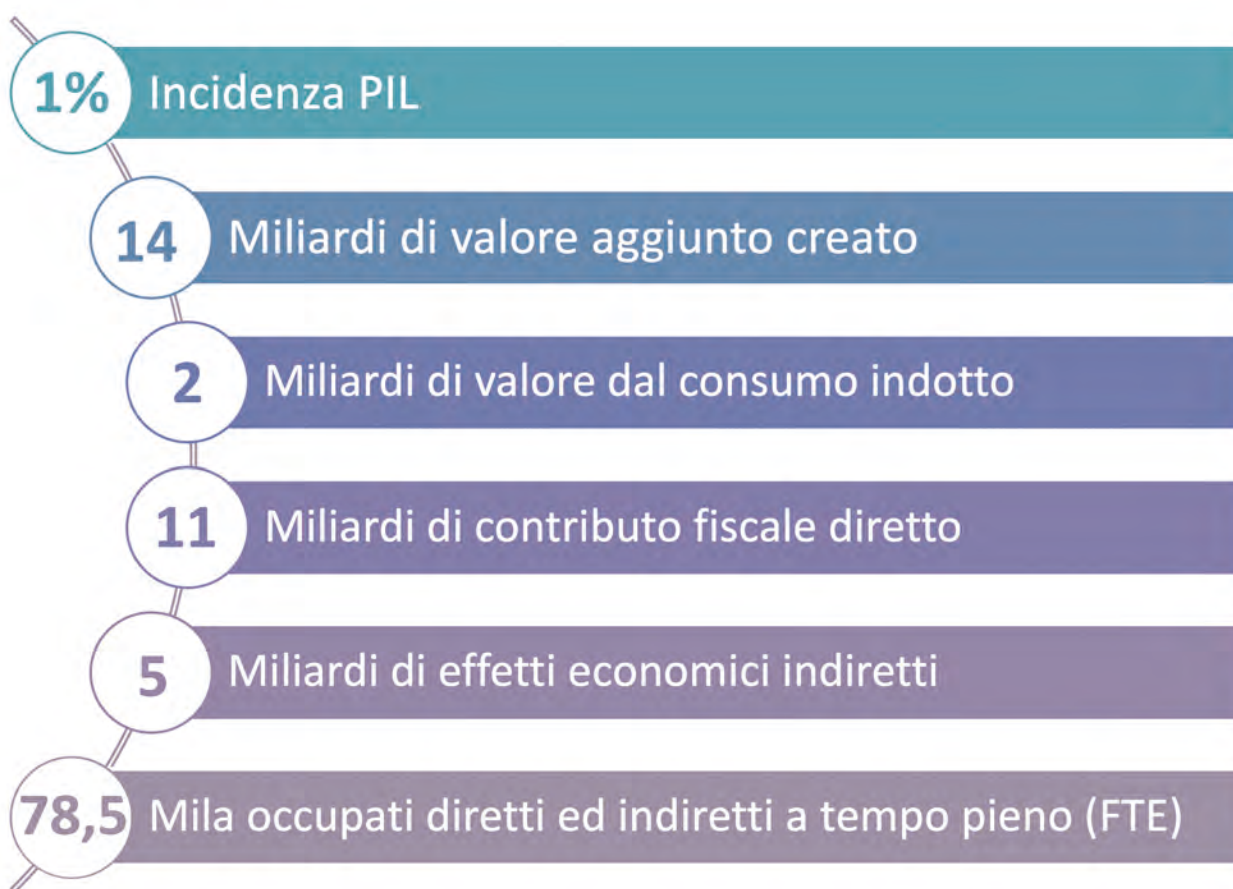 1% Incidenza PIL
14 Miliardi di valore aggiunto creato
2 Miliardi di valore dal consumo indotto
11 Miliardi di contributo fiscale diretto
5 Miliardi di effetti economici indiretti
78,5 Mila occupati diretti ed indiretti a tempo pieno (FTE)